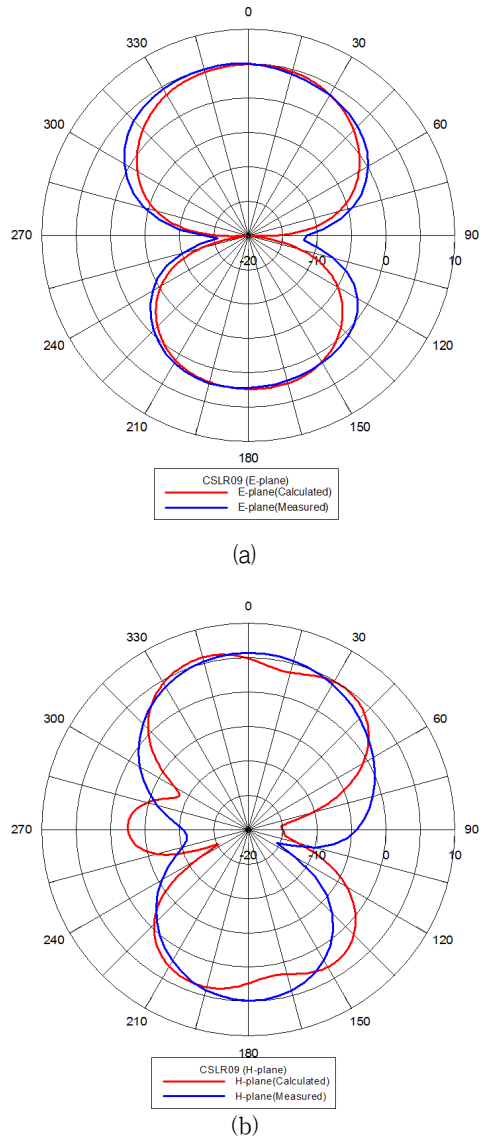 0
330 30
300 60
270 -20 -10 0 10 90
240 120
210 150
180
CSLR09 (E-plane)
E-plane(Calculated)
E-plane(Measured)
(a)
0
330 30
300 60
270 -20 -10 0 10 90
240 120
210 150
180
CSLR09 (H-plane)
H-plane(Calculated)
H-plane(Measured)
(b)